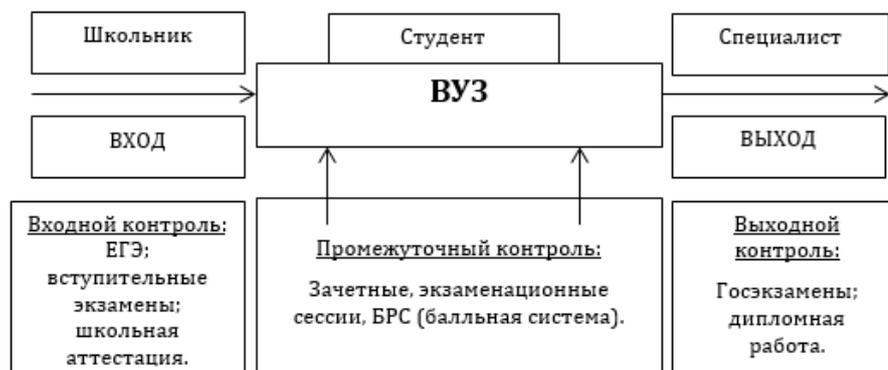 Школьник
Студент
Специалист
ВУЗ
ВХОД
ВЫХОД
Входной контроль:
ЕГЭ;
вступительные
экзамены;
школьная
аттестация.
Промежуточный контроль:
Зачетные, экзаменационные
сессии, БРС (балльная система).
Выходной
контроль:
Госэкзамены;
дипломная
работа.